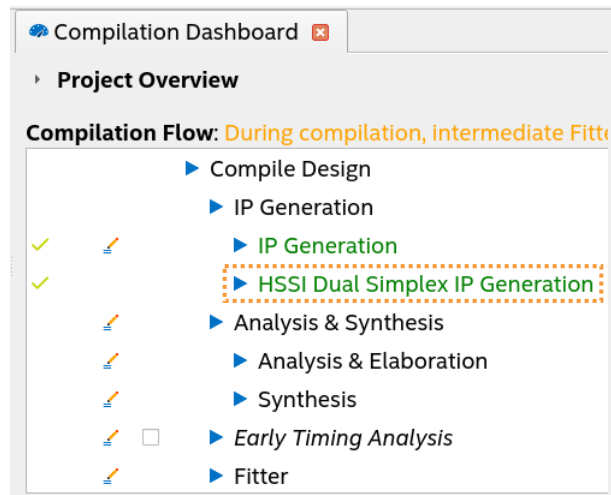 Compilation Dashboard
Project Overview
Compilation Flow: During compilation, intermediate Fitte
Compile Design
IP Generation
IP Generation
HSSI Dual Simplex IP Generation
Analysis & Synthesis
Analysis & Elaboration
Synthesis
Early Timing Analysis
Fitter